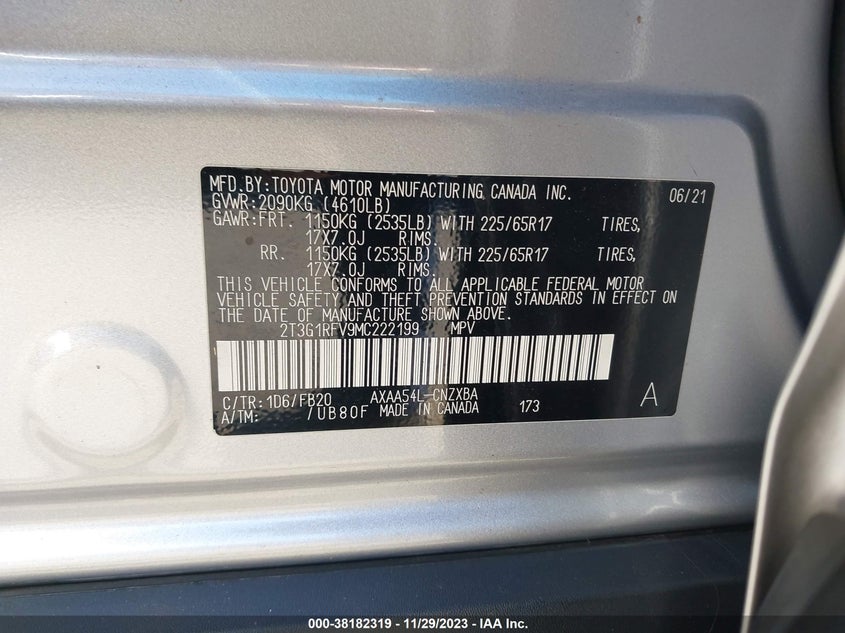 MFD.BY:TOYOTA MOTOR MANUFACTURING CANADA INC. 06/21
GVWR:2090KG (4610LB)
GAWR:FRT. 1150KG (2535LB) WITH 225/65R17 TIRES,
17X7.0J RIMS.
RR. 1150KG (2535LB) WITH 225/65R17 TIRES,
17X7.0J RIMS.
THIS VEHICLE CONFORMS TO ALL APPLICABLE FEDERAL MOTOR
VEHICLE SAFETY AND THEFT PREVENTION STANDARDS IN EFFECT ON
THE DATE OF MANUFACTURE SHOWN ABOVE.
2T3G1RFV9MC222199 MPV
C/TR:1D6/FB20 AXAA54L-CNZXBA A
A/TM: /UB80F MADE IN CANADA 173
000-38182319 - 11/29/2023 - IAA Inc.